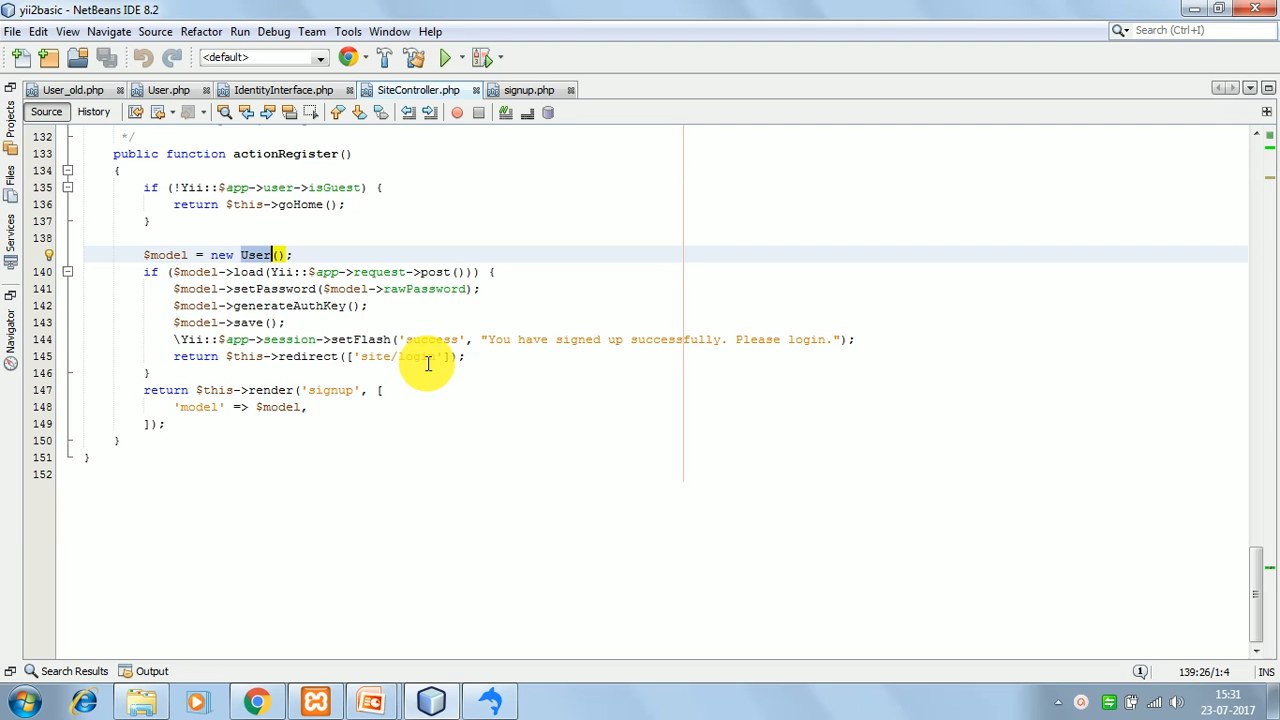 yii2basic - NetBeans IDE 8.2
File Edit View Navigate Source Refactor Run Debug Team Tools Window Help
Search (Ctrl+I)
<default>
User_old.php User.php IdentityInterface.php SiteController.php signup.php
Source History
Projects
Files
Services
Navigator
132 */
133 public function actionRegister()
134 {
135 if (!Yii::$app->user->isGuest) {
136 return $this->goHome();
137 }
138
$model = new User();
140 if ($model->load(Yii::$app->request->post())) {
141 $model->setPassword($model->rawPassword);
142 $model->generateAuthKey();
143 $model->save();
144 \Yii::$app->session->setFlash('success', "You have signed up successfully. Please login.");
145 return $this->redirect(['site/login']);
146 }
147 return $this->render('signup', [
148 'model' => $model,
149 ]);
150 }
151 }
152
Search Results Output
1 139:26/1:4 INS
15:31
23-07-2017